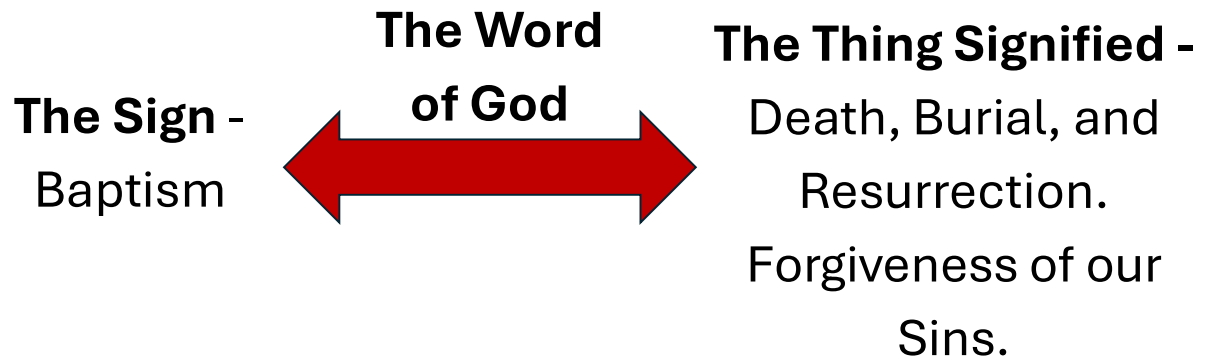 The Sign -
Baptism
The Word
of God
The Thing Signified -
Death, Burial, and
Resurrection.
Forgiveness of our
Sins.